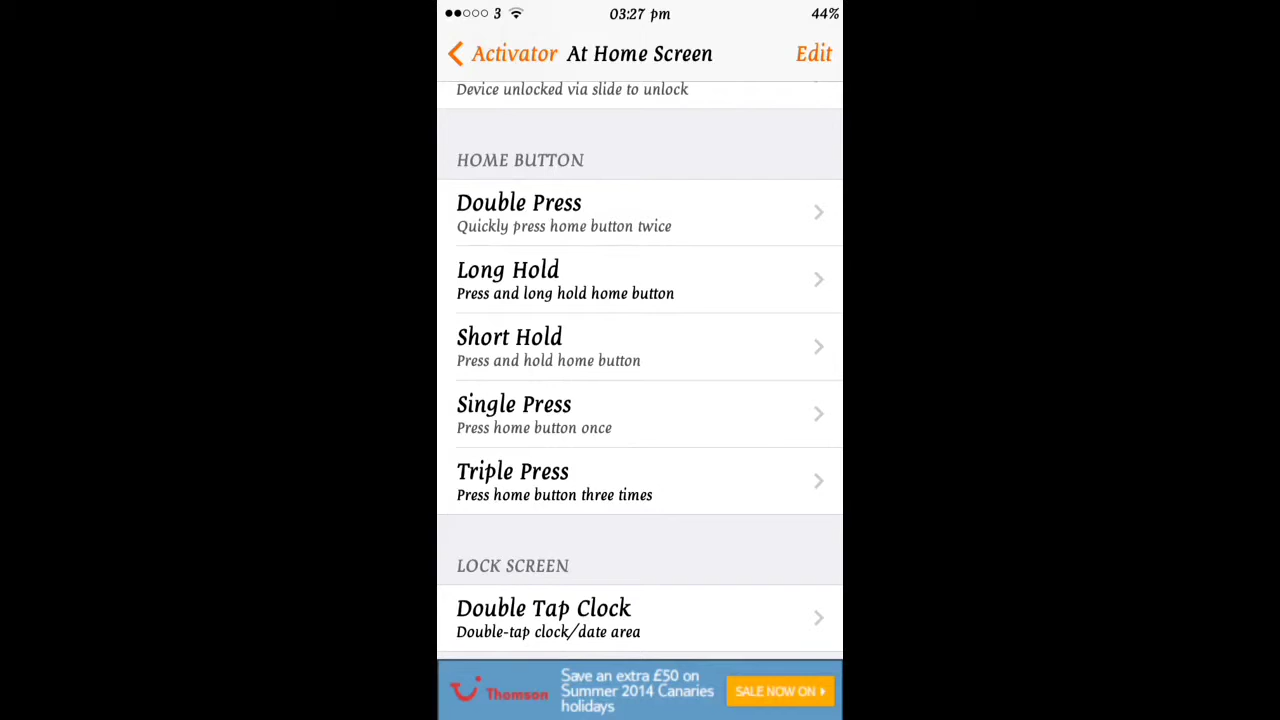 3 03:27 pm 44%
Activator At Home Screen Edit
Device unlocked via slide to unlock
HOME BUTTON
Double Press
Quickly press home button twice
Long Hold
Press and long hold home button
Short Hold
Press and hold home button
Single Press
Press home button once
Triple Press
Press home button three times
LOCK SCREEN
Double Tap Clock
Double-tap clock/date area
Thomson
Save an extra £50 on
Summer 2014 Canaries
holidays
SALE NOW ON